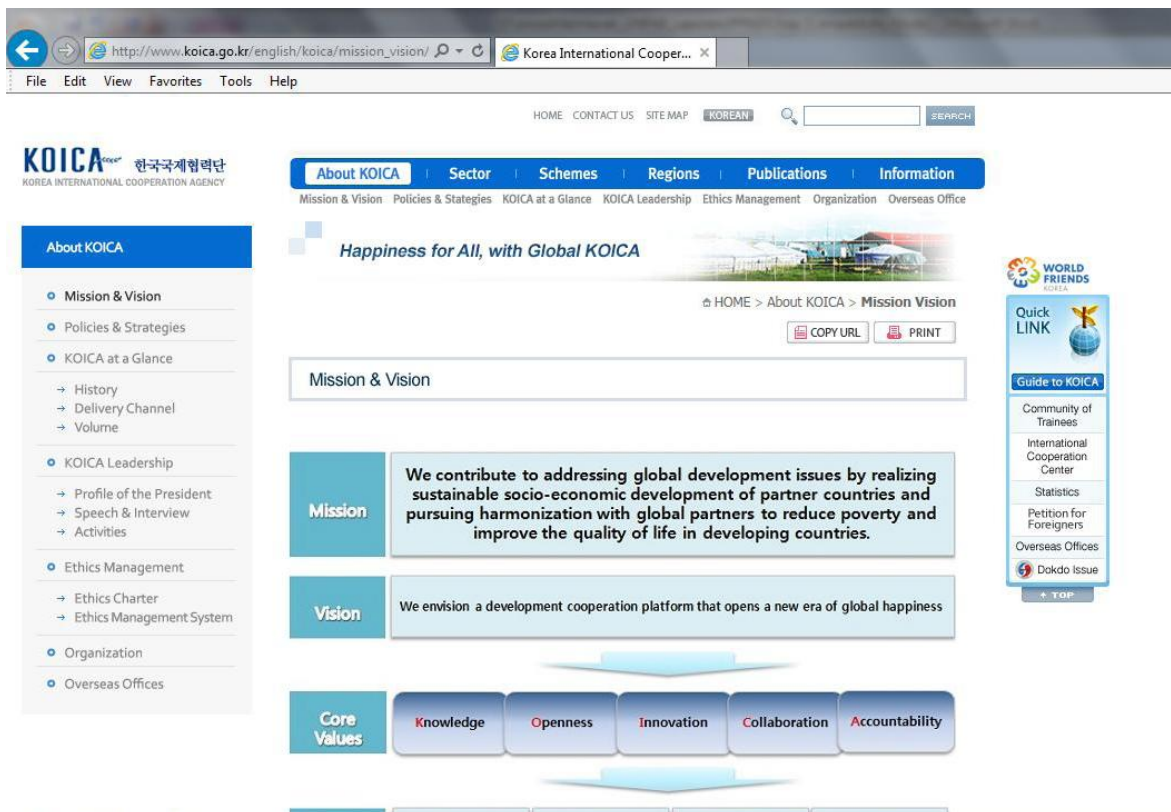 http://www.koica.go.kr/english/koica/mission_vision/
Korea International Cooper...
File Edit View Favorites Tools Help
HOME CONTACT US SITE MAP KOREAN SEARCH
KOICA 한국국제협력단
KOREA INTERNATIONAL COOPERATION AGENCY
About KOICA Sector Schemes Regions Publications Information
Mission & Vision Policies & Stategies KOICA at a Glance KOICA Leadership Ethics Management Organization Overseas Office
About KOICA
Mission & Vision
Policies & Strategies
KOICA at a Glance
History
Delivery Channel
Volume
KOICA Leadership
Profile of the President
Speech & Interview
Activities
Ethics Management
Ethics Charter
Ethics Management System
Organization
Overseas Offices
Happiness for All, with Global KOICA
HOME > About KOICA > Mission Vision
COPY URL PRINT
Mission & Vision
Mission
We contribute to addressing global development issues by realizing
sustainable socio-economic development of partner countries and
pursuing harmonization with global partners to reduce poverty and
improve the quality of life in developing countries.
Vision
We envision a development cooperation platform that opens a new era of global happiness
Core
Values
Knowledge Openness Innovation Collaboration Accountability
WORLD
FRIENDS
KOREA
Quick
LINK
Guide to KOICA
Community of
Trainees
International
Cooperation
Center
Statistics
Petition for
Foreigners
Overseas Offices
Dokdo Issue
TOP